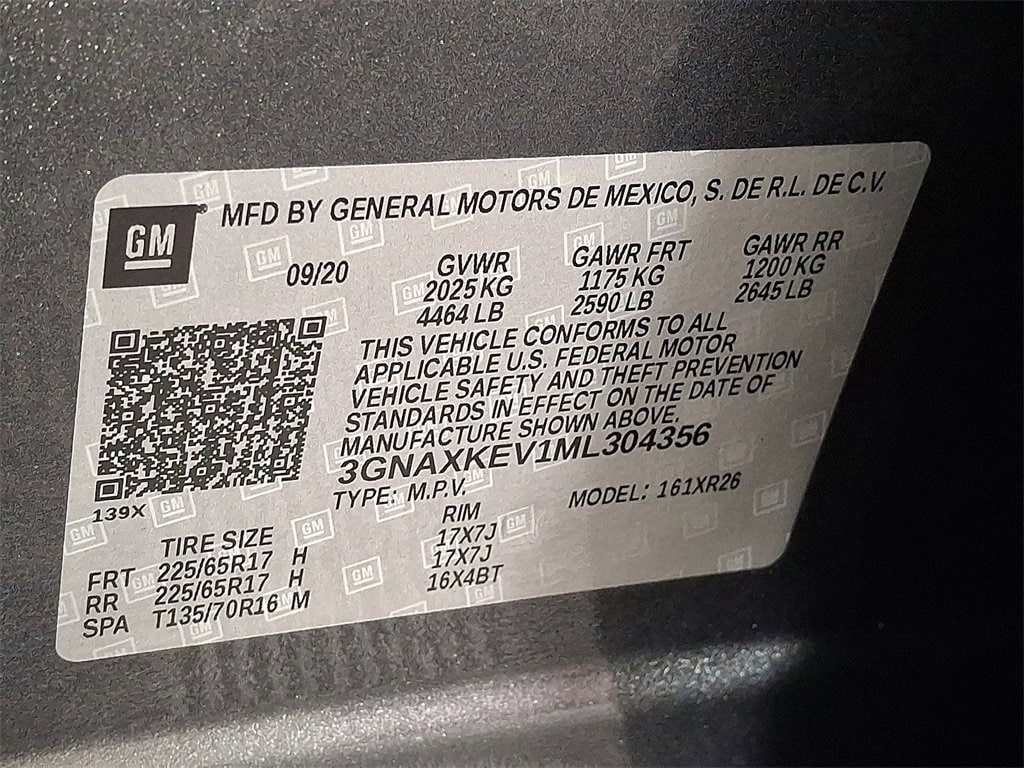 GM
MFD BY GENERAL MOTORS DE MEXICO, S. DE R.L. DE C.V.
09/20 GVWR GAWR FRT GAWR RR
2025 KG 1175 KG 1200 KG
4464 LB 2590 LB 2645 LB
THIS VEHICLE CONFORMS TO ALL
APPLICABLE U.S. FEDERAL MOTOR
VEHICLE SAFETY AND THEFT PREVENTION
STANDARDS IN EFFECT ON THE DATE OF
MANUFACTURE SHOWN ABOVE.
3GNAXKEV1ML304356
TYPE: M.P.V. MODEL: 161XR26
139X
TIRE SIZE RIM
FRT 225/65R17 H 17X7J
RR 225/65R17 H 17X7J
SPA T135/70R16 M 16X4BT